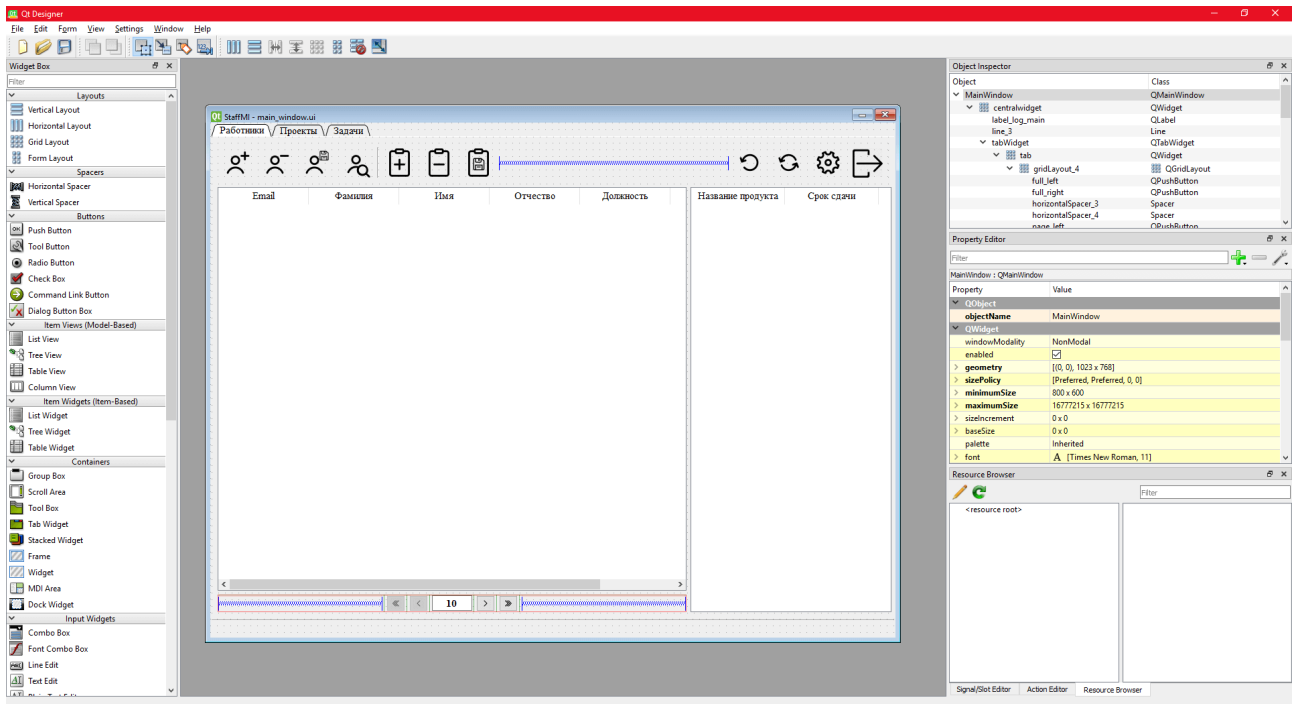 Qt Designer
File Edit Form View Settings Window Help
Widget Box
Filter
Layouts
Vertical Layout
Horizontal Layout
Grid Layout
Form Layout
Spacers
Horizontal Spacer
Vertical Spacer
Buttons
Push Button
Tool Button
Radio Button
Check Box
Command Link Button
Dialog Button Box
Item Views (Model-Based)
List View
Tree View
Table View
Column View
Item Widgets (Item-Based)
List Widget
Tree Widget
Table Widget
Containers
Group Box
Scroll Area
Tool Box
Tab Widget
Stacked Widget
Frame
Widget
MDI Area
Dock Widget
Input Widgets
Combo Box
Font Combo Box
Line Edit
Text Edit
StaffMI - main_window.ui
Работники Проекты Задачи
Email Фамилия Имя Отчество Должность Название продукта Срок сдачи
10
Object Inspector
Object Class
MainWindow QMainWindow
centralwidget QWidget
label_log_main QLabel
line_3 Line
tabWidget QTabWidget
tab QWidget
gridLayout_4 QGridLayout
full_left QPushButton
full_right QPushButton
horizontalSpacer_3 Spacer
horizontalSpacer_4 Spacer
page_left QPushButton
Property Editor
Filter
MainWindow : QMainWindow
Property Value
QObject
objectName MainWindow
QWidget
windowModality NonModal
enabled
geometry [(0, 0), 1023 x 768]
sizePolicy [Preferred, Preferred, 0, 0]
minimumSize 800 x 600
maximumSize 16777215 x 16777215
sizeIncrement 0 x 0
baseSize 0 x 0
palette Inherited
font A [Times New Roman, 11]
Resource Browser
Filter
<resource root>
Signal/Slot Editor Action Editor Resource Browser